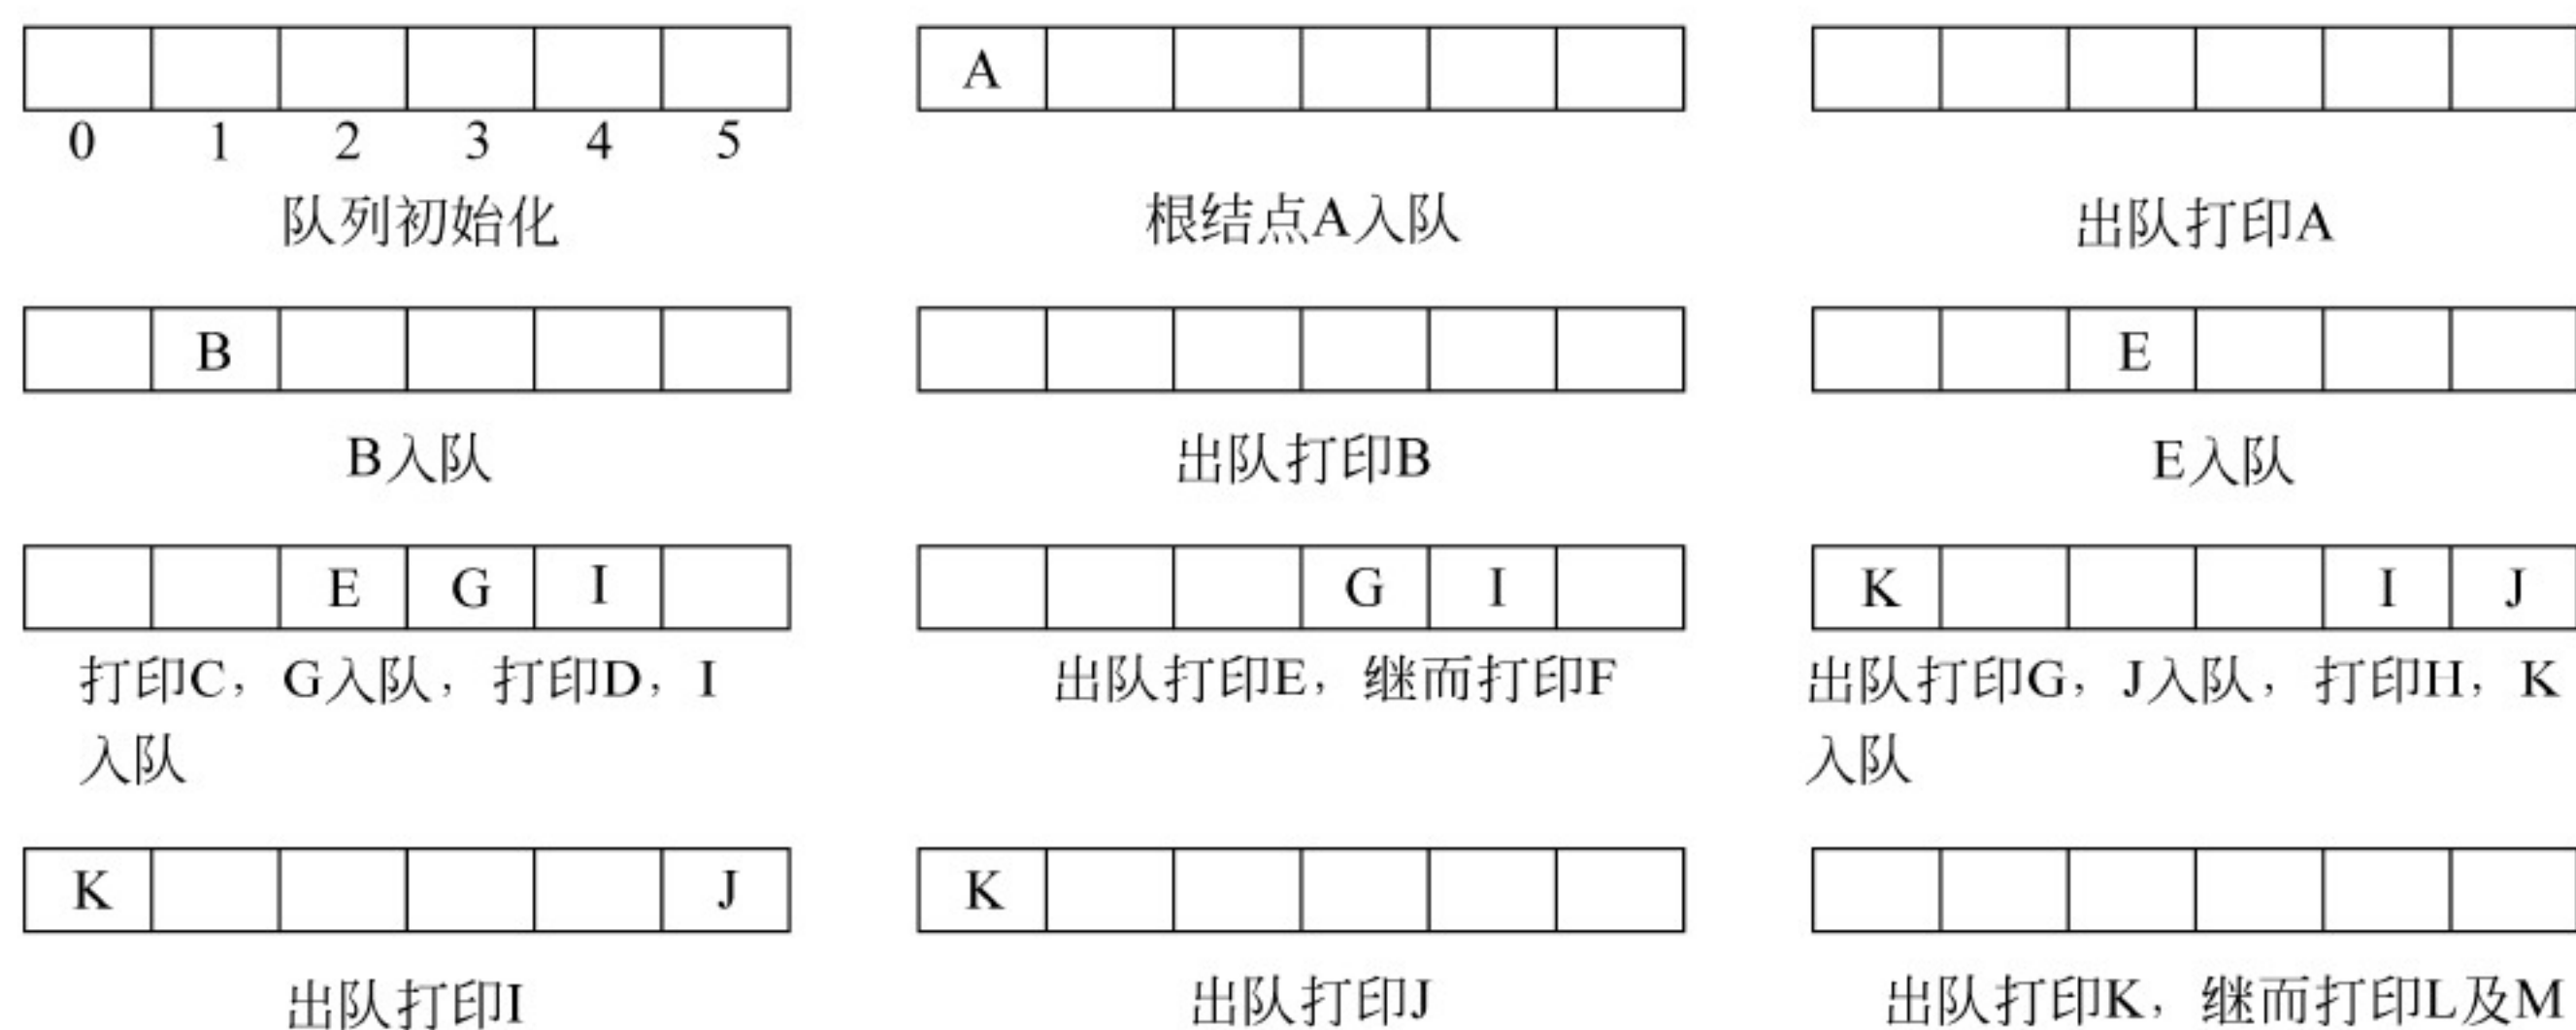 A
0 1 2 3 4 5
队列初始化
根结点A入队
出队打印A
B
E
B入队
出队打印B
E入队
E G I
G I
K I J
打印C，G入队，打印D，I
入队
出队打印E，继而打印F
出队打印G，J入队，打印H，K
入队
K J
K
出队打印I
出队打印J
出队打印K，继而打印L及M